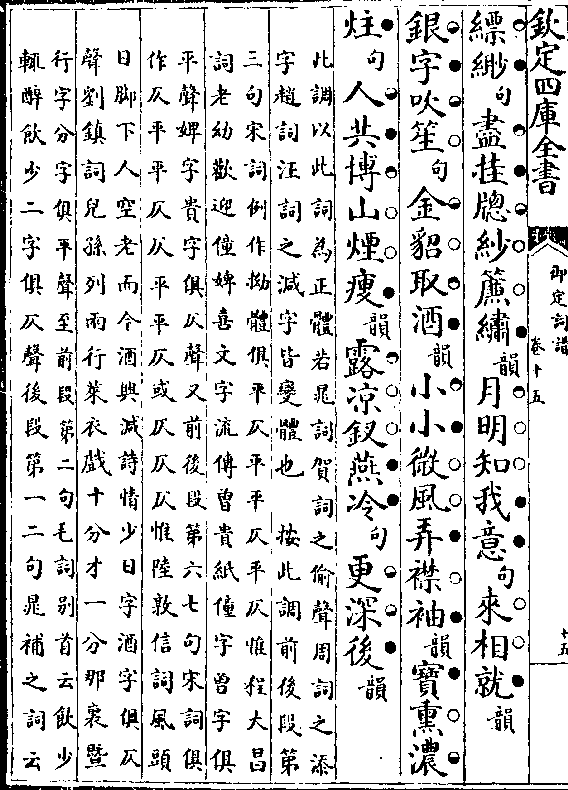 欽定四庫全書
御定詞譜
卷十五
十五
縹緲句盡挂牕紗簾繡韻月明知我意句來相就韻
銀字吹笙句金貂取酒韻小小微風弄襟袖韻寶熏濃
炷句人共博山煙瘦韻露涼釵燕冷句更深後韻
此調以此詞為正體若晁詞賀詞之偷聲周詞之添
字趙詞汪詞之減字皆變體也 按此調前後段第
三句宋詞例作拗體俱平仄平平仄平仄惟程大昌
詞老幼歡迎僮婢喜文字流傳曾貴紙僮字曾字俱
平聲婢字貴字俱仄聲又前後段第六七句宋詞俱
作仄平平仄仄平平仄或仄仄仄惟陸敦信詞風頭
日脚下人空老而今酒興減詩情少日字酒字俱仄
聲劉鎮詞兒孫列兩行萊衣戲十分才一分那裏暨
行字分字俱平聲至前段第二句毛詞别首云飲少
輒醉飲少二字俱仄聲後段第一二句晁補之詞云